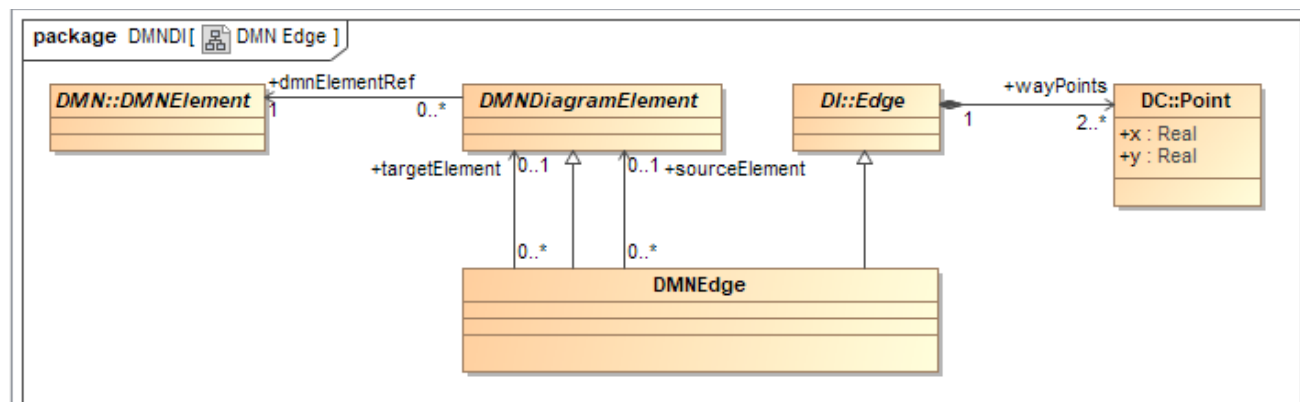 package DMNDI[ DMN Edge ]
+dmnElementRef
DMN::DMNElement
1
0..*
DMNDiagramElement
DI::Edge
1
+wayPoints
2..*
DC::Point
+x : Real
+y : Real
+targetElement
0..1
0..1
+sourceElement
0..*
0..*
DMNEdge